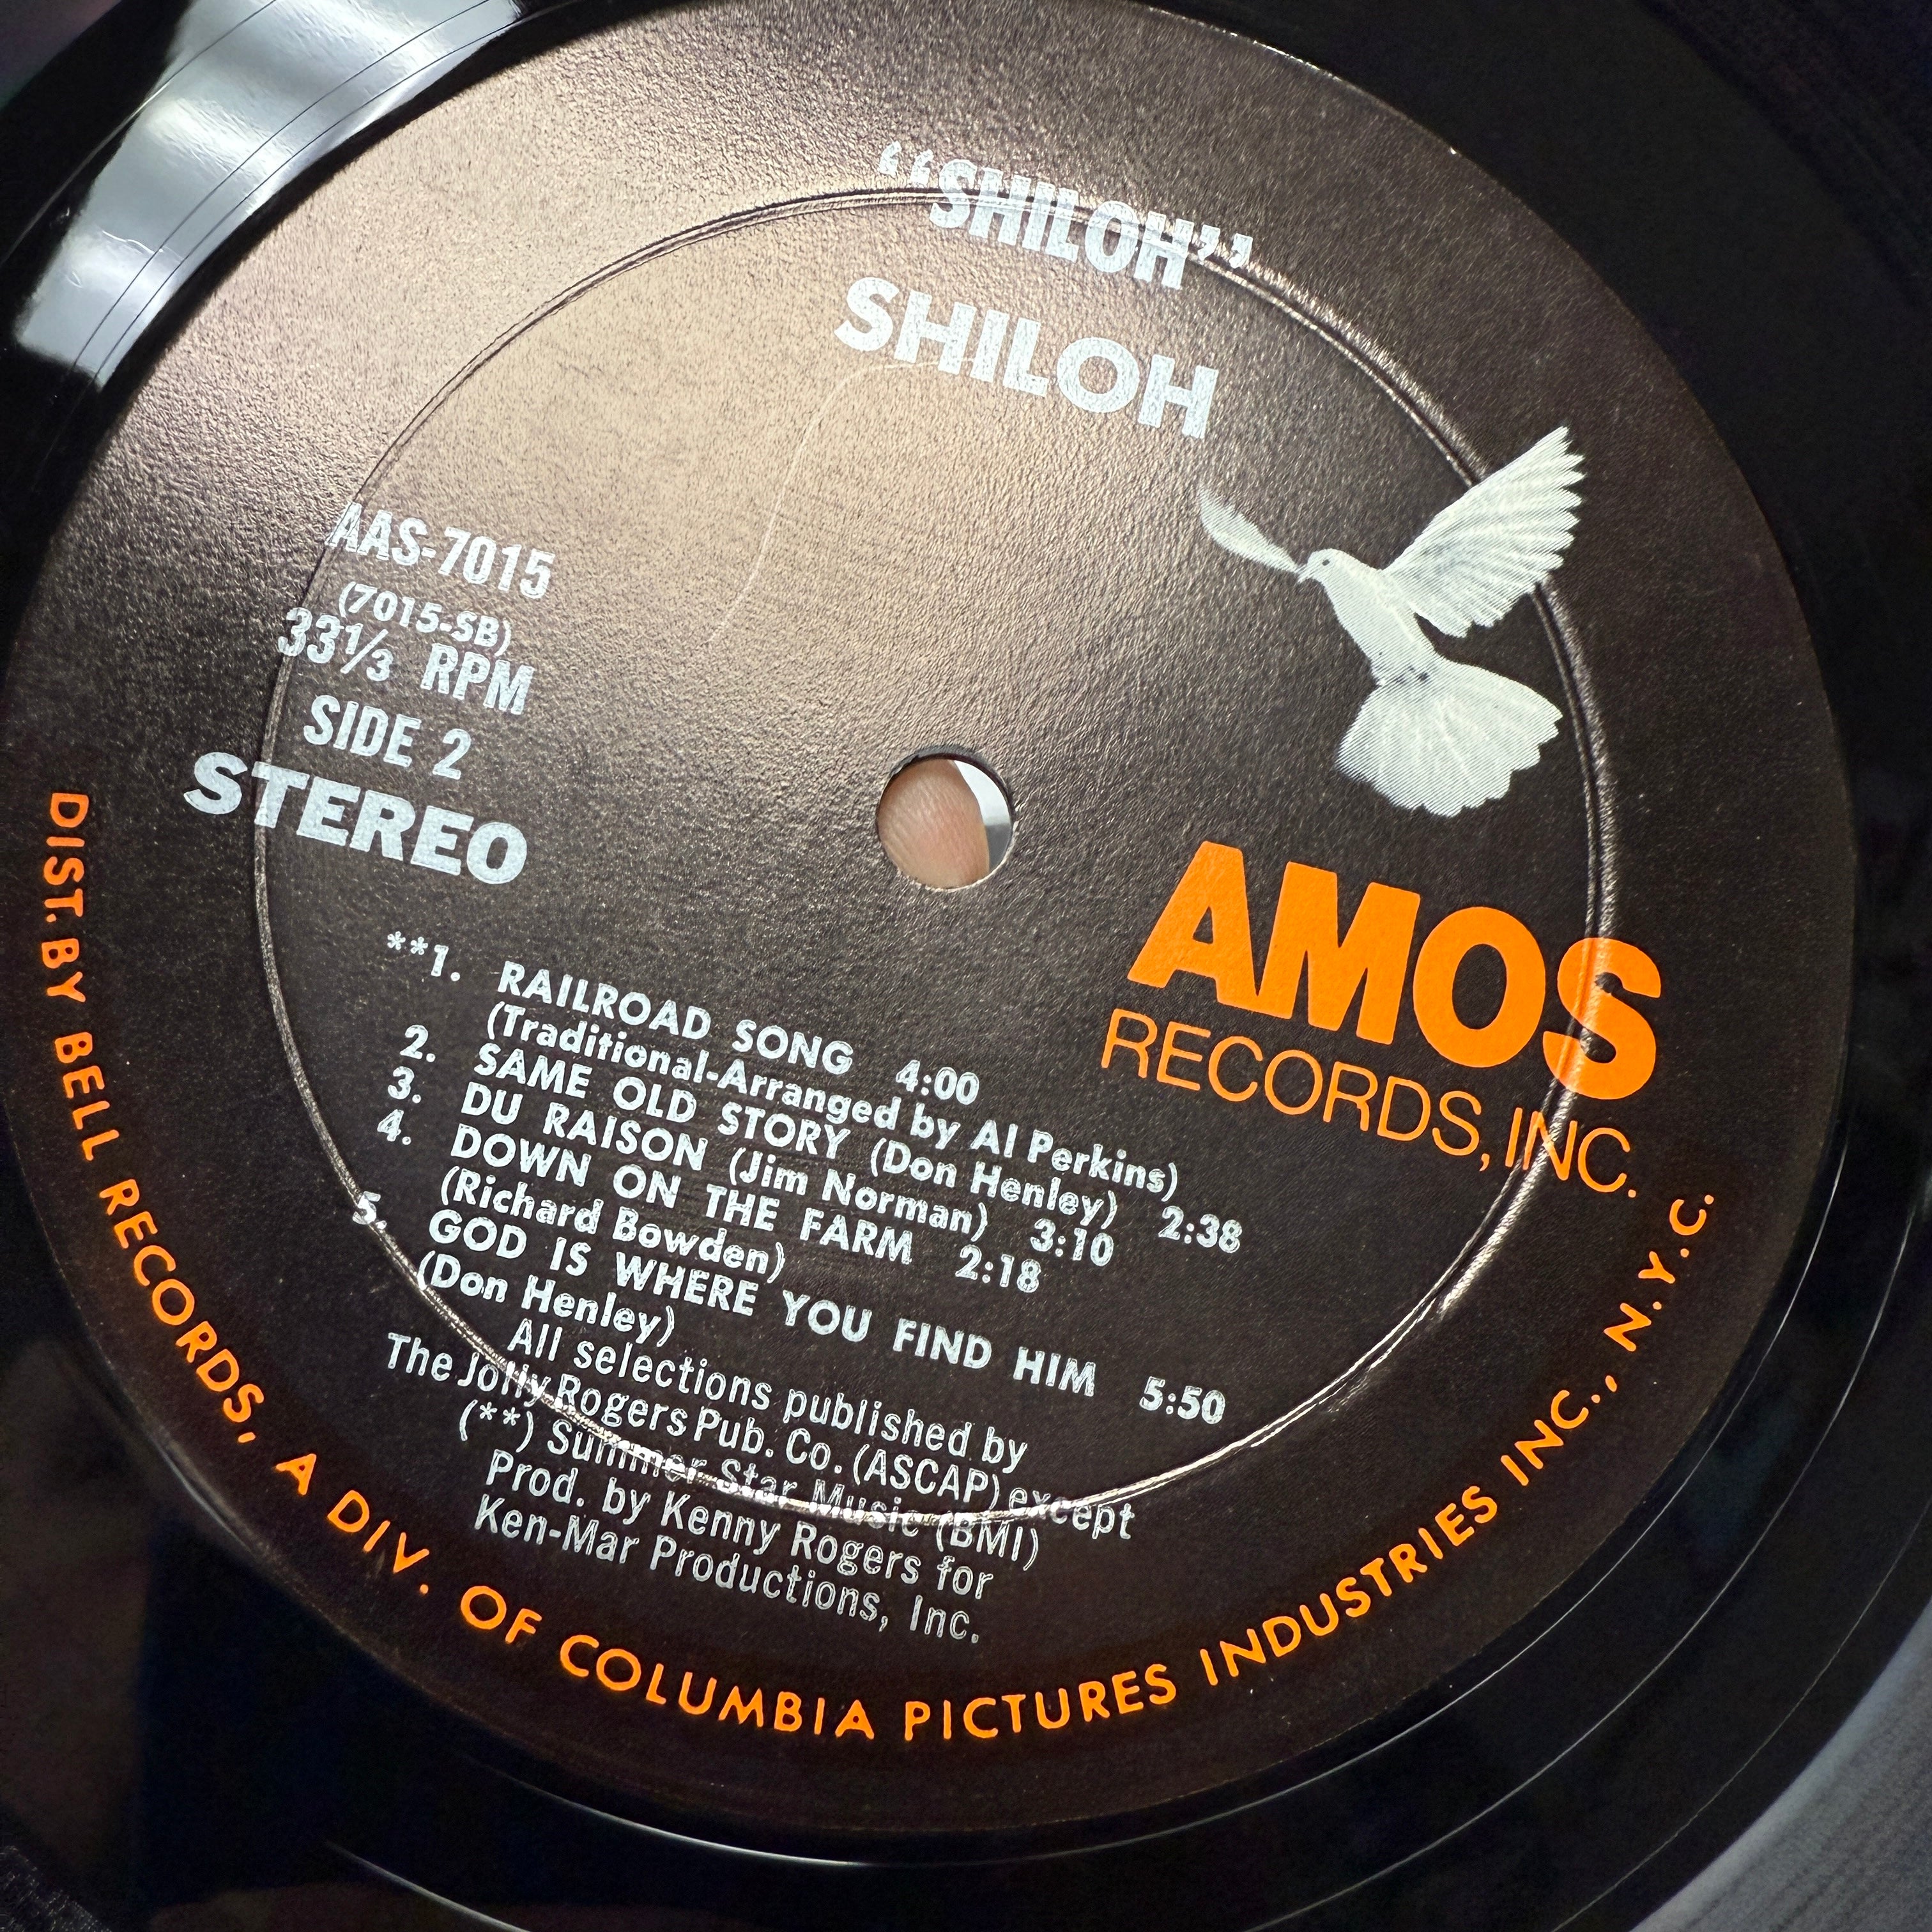 “SHILOH”
SHILOH
AAS-7015
(7015-SB)
33⅓ RPM
SIDE 2
STEREO
AMOS
RECORDS, INC.
**1. RAILROAD SONG 4:00
(Traditional-Arranged by Al Perkins)
2. SAME OLD STORY (Don Henley) 2:38
3. DU RAISON (Jim Norman) 3:10
4. DOWN ON THE FARM 2:18
(Richard Bowden)
5. GOD IS WHERE YOU FIND HIM 5:50
(Don Henley)
All selections published by
The Jolly Rogers Pub. Co. (ASCAP) except
(**) Summer Star Music (BMI)
Prod. by Kenny Rogers for
Ken-Mar Productions, Inc.
DIST. BY BELL RECORDS, A DIV. OF COLUMBIA PICTURES INDUSTRIES INC., N.Y.C.